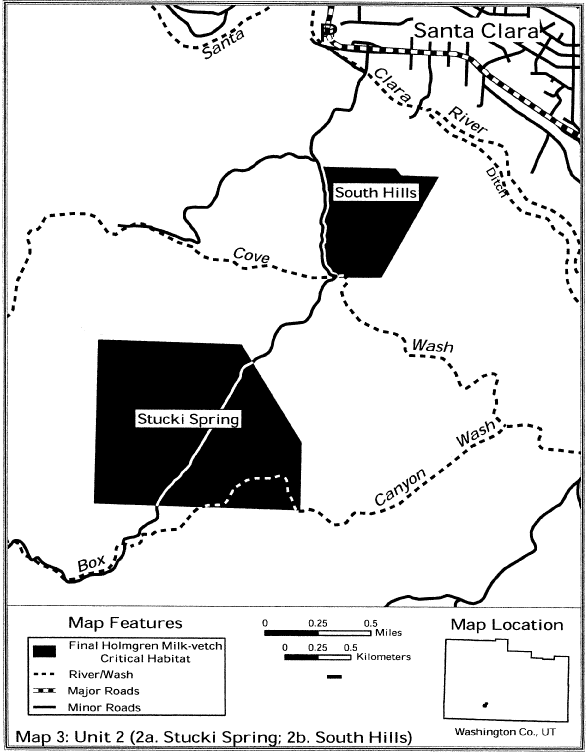 Santa Clara
Santa
Clara
River
Ditch
South Hills
Cove
Wash
Stucki Spring
Wash
Canyon
Box
Map Features
Final Holmgren Milk-vetch
Critical Habitat
River/Wash
Major Roads
Minor Roads
0 0.25 0.5
Miles
0 0.25 0.5
Kilometers
Map Location
Washington Co., UT
Map 3: Unit 2 (2a. Stucki Spring; 2b. South Hills)